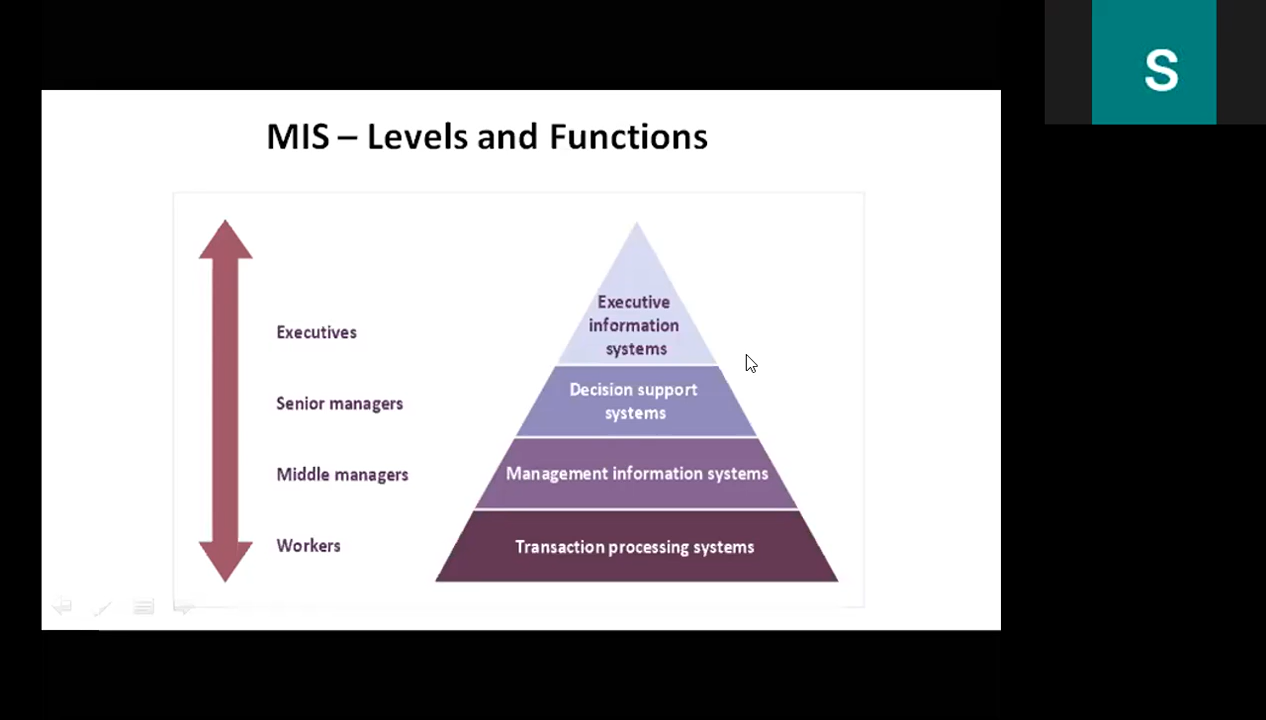 MIS – Levels and Functions
S
Executives
Executive
information
systems
Senior managers
Decision support
systems
Middle managers
Management information systems
Workers
Transaction processing systems